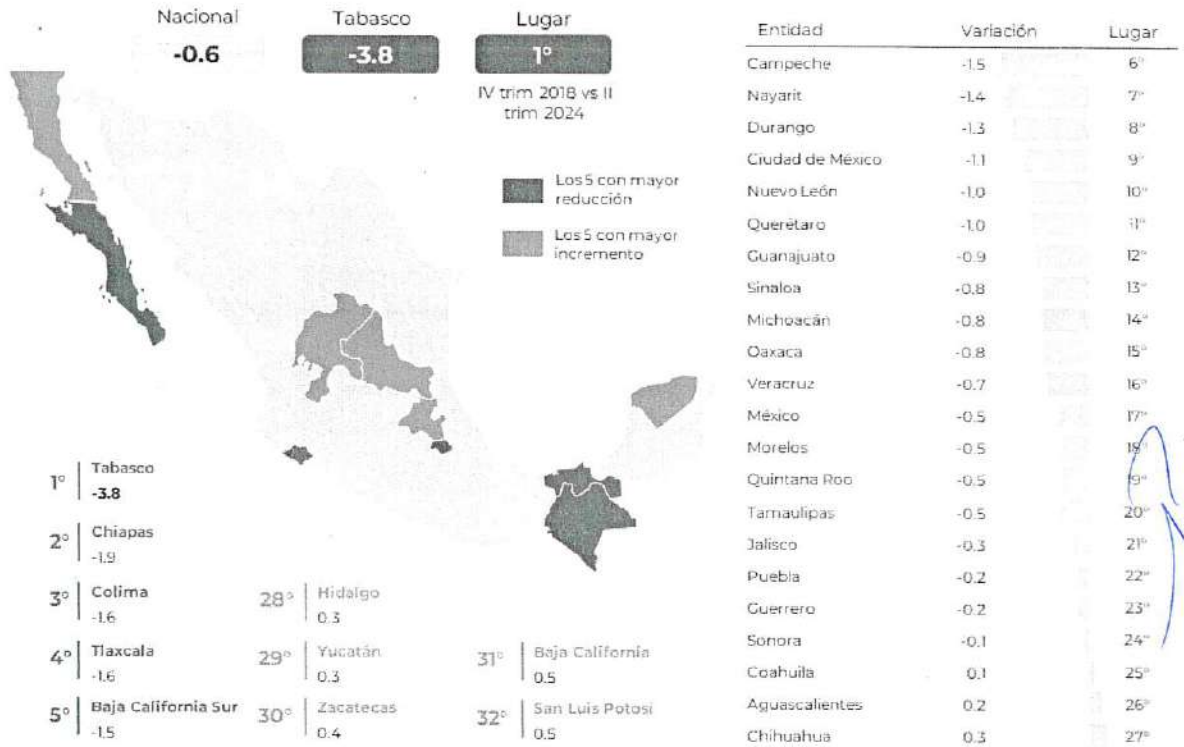 Nacional
-0.6
Tabasco
-3.8
Lugar
1°
IV trim 2018 vs II
trim 2024
Los 5 con mayor
reducción
Los 5 con mayor
incremento
1° Tabasco
-3.8
2° Chiapas
-1.9
3° Colima
-1.6
4° Tlaxcala
-1.6
5° Baja California Sur
-1.5
28° Hidalgo
0.3
29° Yucatán
0.3
30° Zacatecas
0.4
31° Baja California
0.5
32° San Luis Potosí
0.5
Entidad Variación Lugar
Campeche -1.5 6°
Nayarit -1.4 7°
Durango -1.3 8°
Ciudad de México -1.1 9°
Nuevo León -1.0 10°
Querétaro -1.0 11°
Guanajuato -0.9 12°
Sinaloa -0.8 13°
Michoacán -0.8 14°
Oaxaca -0.8 15°
Veracruz -0.7 16°
México -0.5 17°
Morelos -0.5 18°
Quintana Roo -0.5 19°
Tamaulipas -0.5 20°
Jalisco -0.3 21°
Puebla -0.2 22°
Guerrero -0.2 23°
Sonora -0.1 24°
Coahuila 0.1 25°
Aguascalientes 0.2 26°
Chihuahua 0.3 27°